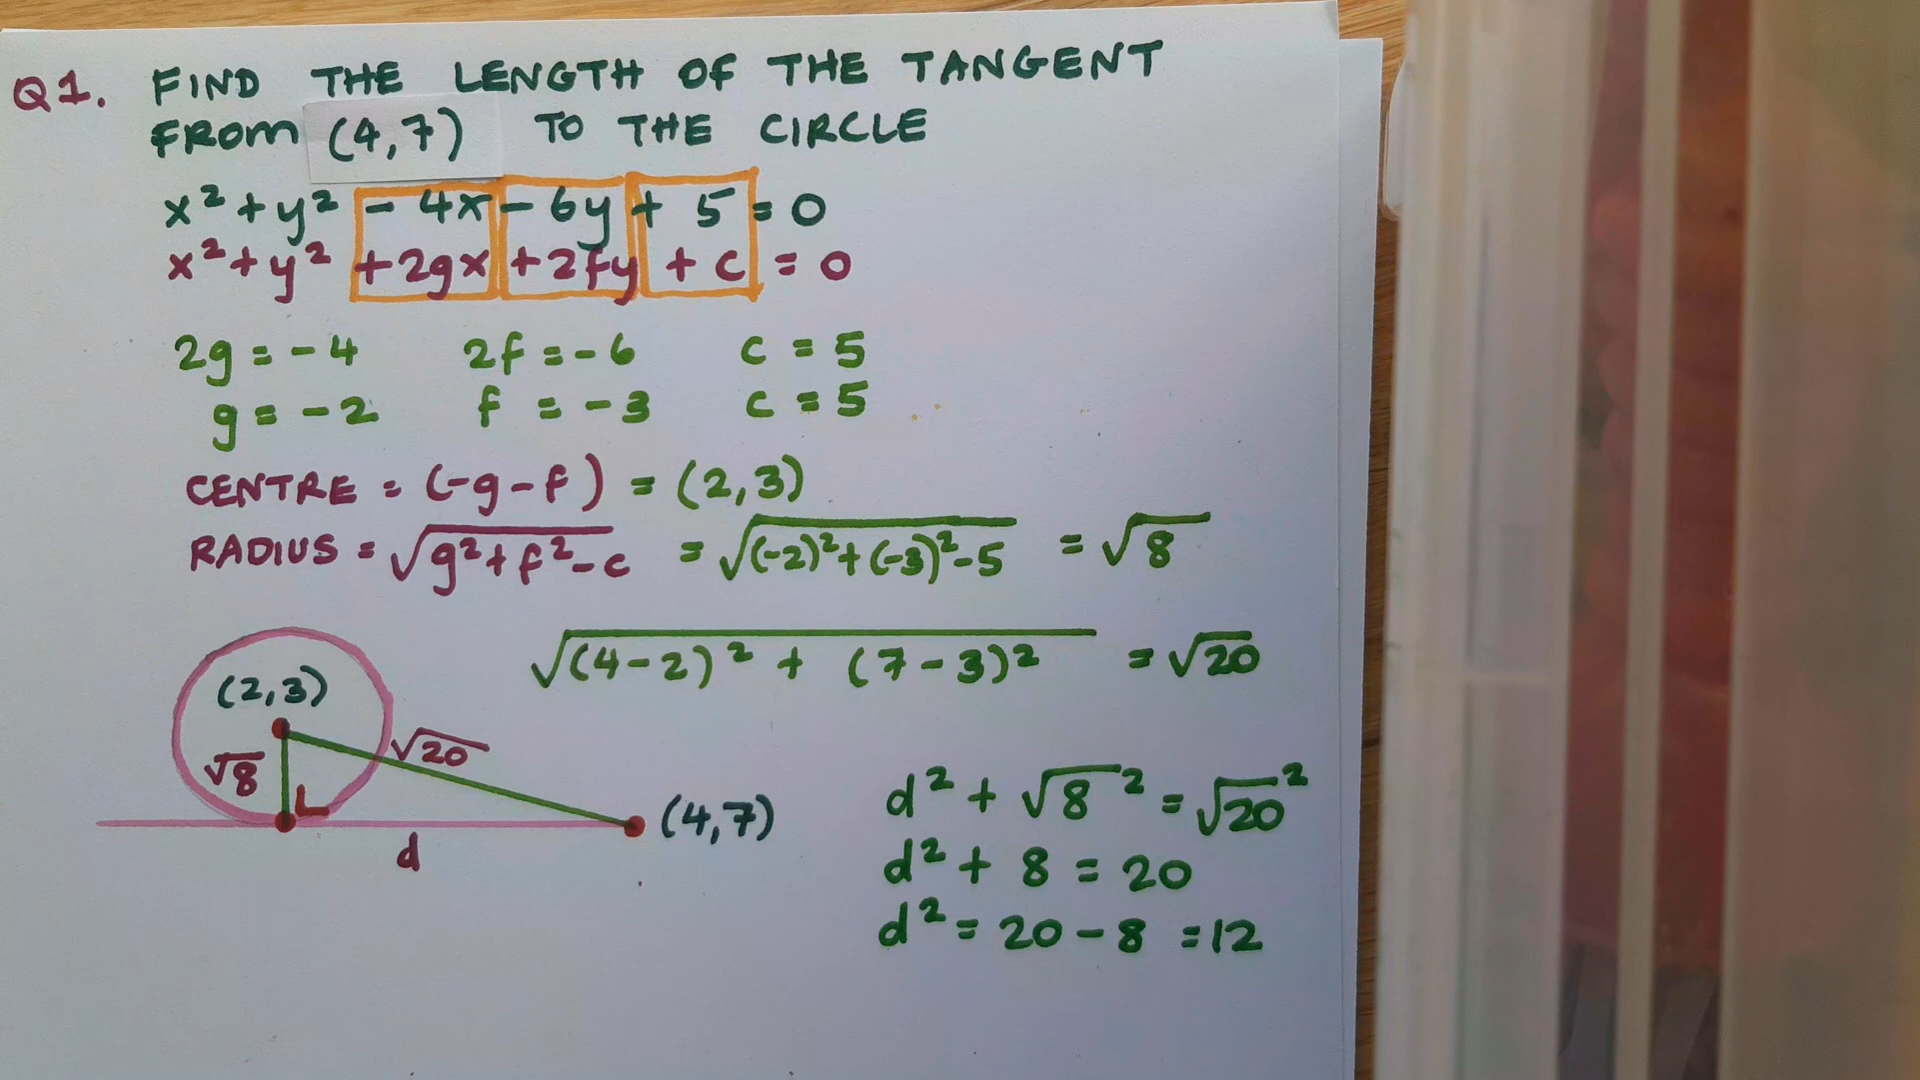 Q1. FIND THE LENGTH OF THE TANGENT
FROM (4,7) TO THE CIRCLE
x² + y² - 4x - 6y + 5 = 0
x² + y² + 2gx + 2fy + c = 0
2g = -4 2f = -6 c = 5
g = -2 f = -3 c = 5
CENTRE = (-g -f) = (2,3)
RADIUS = √(g² + f² - c) = √((-2)² + (-3)² - 5) = √8
√((4-2)² + (7-3)²) = √20
(2,3)
√8
√20
(4,7)
d
d² + √8² = √20²
d² + 8 = 20
d² = 20 - 8 = 12